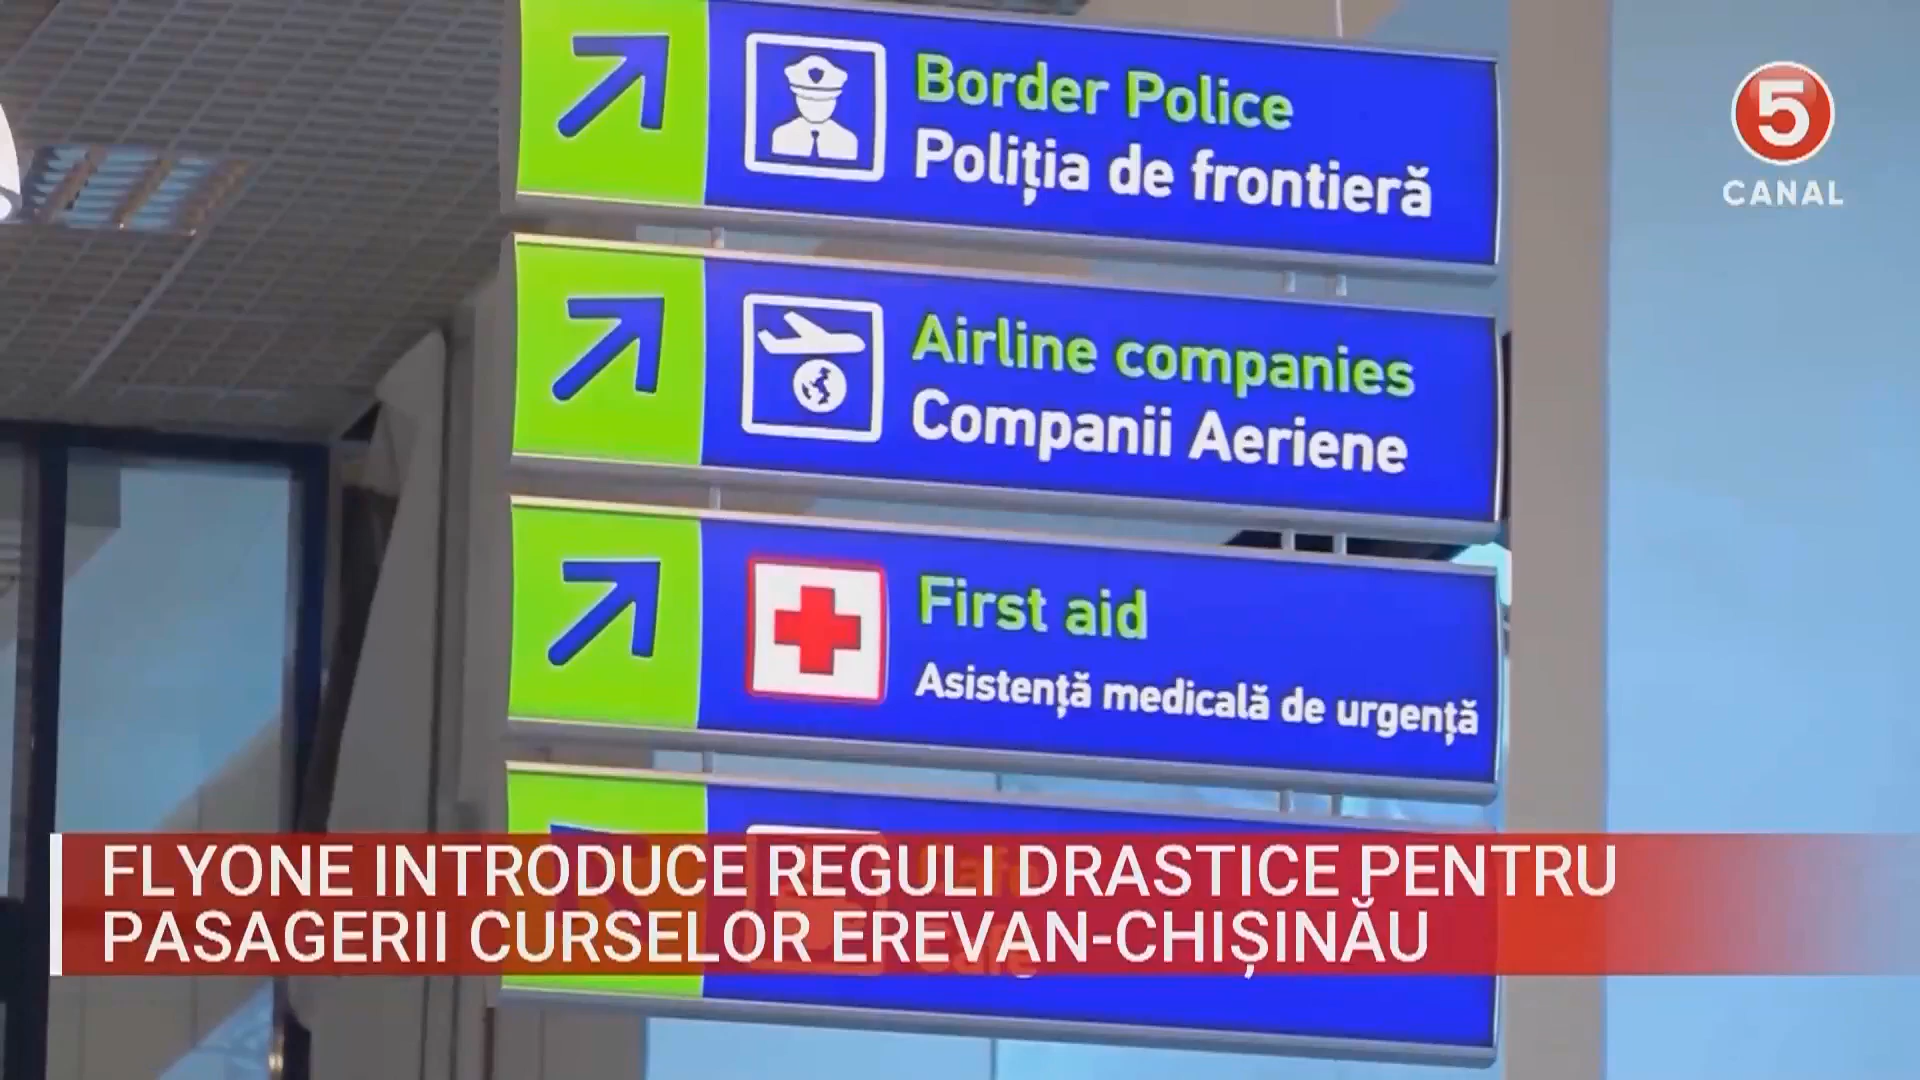 Border Police
Poliția de frontieră
5
CANAL
Airline companies
Companii Aeriene
First aid
Asistență medicală de urgență
FLYONE INTRODUCE REGULI DRASTICE PENTRU
PASAGERII CURSELOR EREVAN-CHIȘINĂU